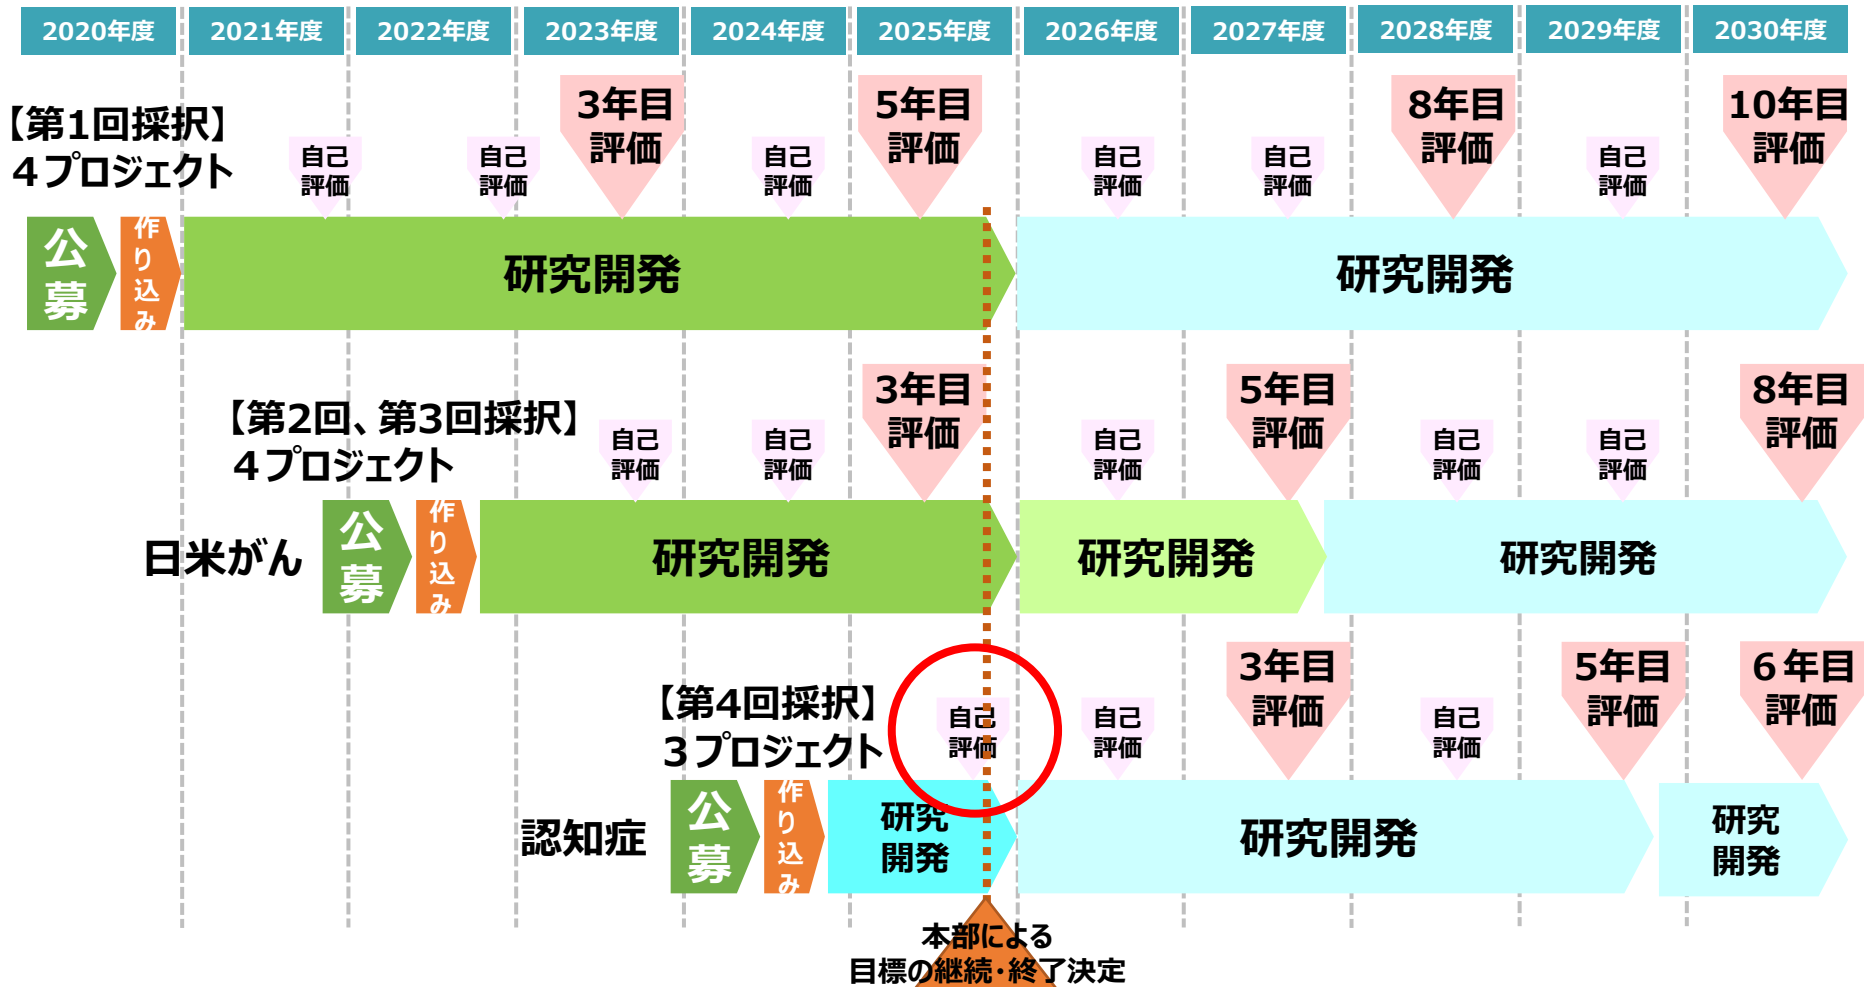 2020年度
2021年度
2022年度
2023年度
2024年度
2025年度
2026年度
2027年度
2028年度
2029年度
2030年度
【第1回採択】
４プロジェクト
自己
評価
自己
評価
3年目
評価
自己
評価
5年目
評価
自己
評価
自己
評価
8年目
評価
自己
評価
10年目
評価
公
募
作
り
込
み
研究開発
研究開発
【第2回、第3回採択】
４プロジェクト
自己
評価
自己
評価
3年目
評価
自己
評価
5年目
評価
自己
評価
自己
評価
8年目
評価
日米がん
公
募
作
り
込
み
研究開発
研究開発
研究開発
【第4回採択】
３プロジェクト
自己
評価
自己
評価
3年目
評価
自己
評価
5年目
評価
６年目
評価
認知症
公
募
作
り
込
み
研究
開発
研究開発
研究
開発
本部による
目標の継続・終了決定